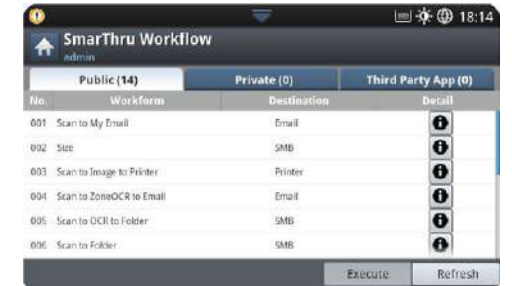 18:14
SmarThru Workflow
admin
Public (14) Private (0) Third Party App (0)
No. Workform Destination Detail
001 Scan to My Email Email
002 Size SMB
003 Scan to Image to Printer Printer
004 Scan to ZoneOCR to Email Email
005 Scan to OCR to Folder SMB
006 Scan to Folder SMB
Execute Refresh